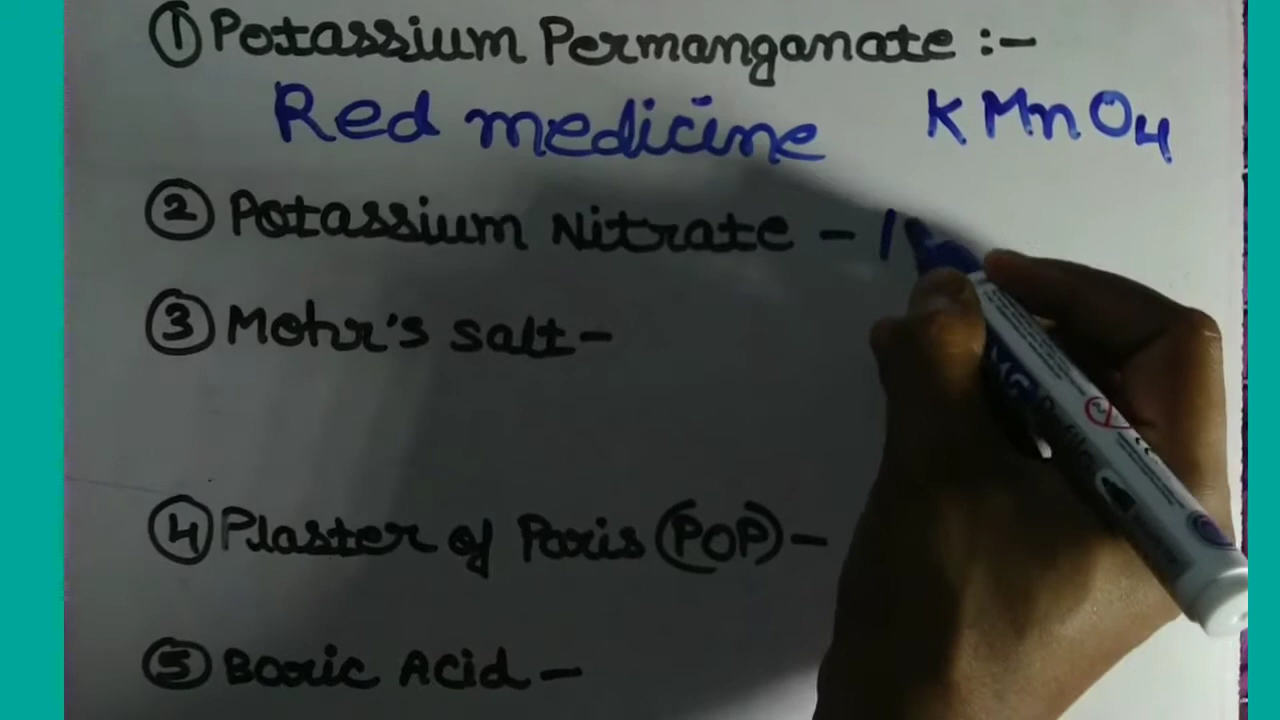 ① Potassium Permanganate :-
Red medicine KMnO4
② Potassium Nitrate -
③ Mohr's salt -
④ Plaster of Paris (POP) -
⑤ Boric Acid -